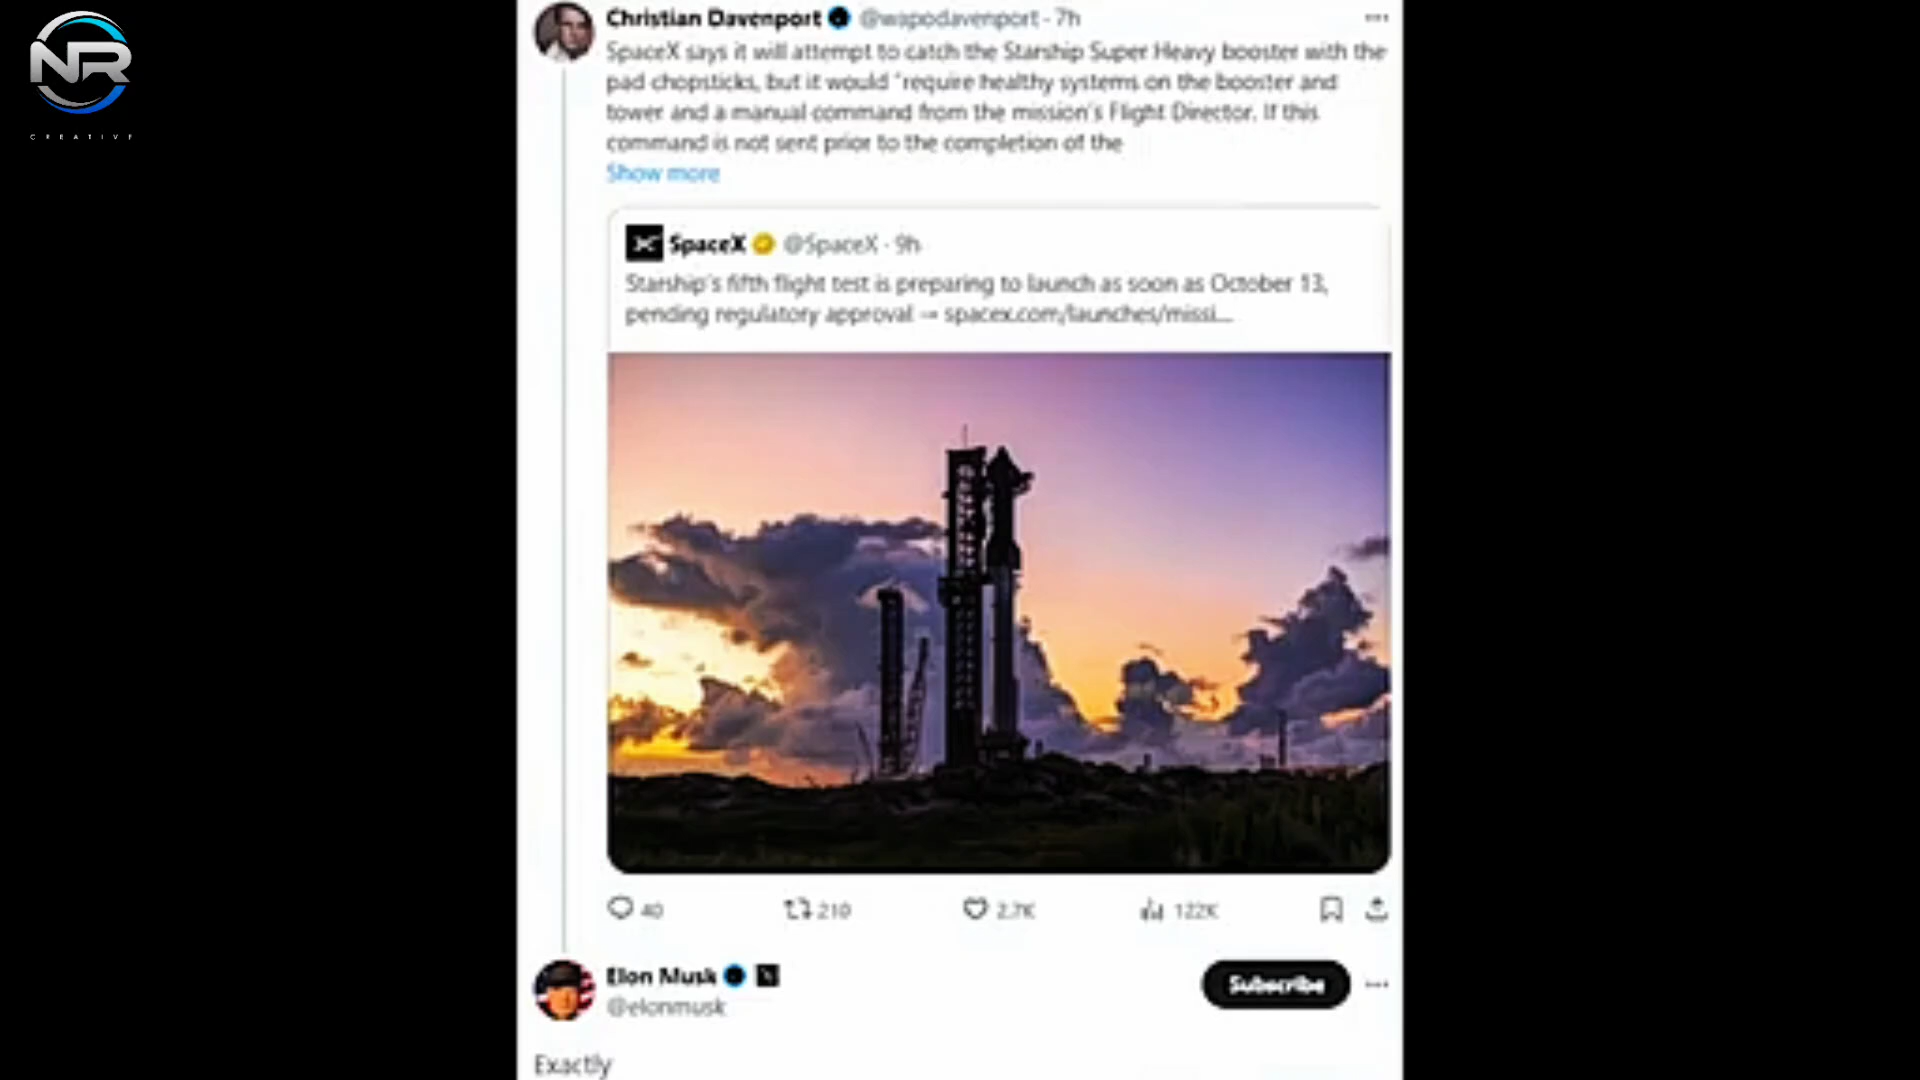 NR
CREATIVE
Christian Davenport @wapodavenport · 7h
SpaceX says it will attempt to catch the Starship Super Heavy booster with the
pad chopsticks, but it would "require healthy systems on the booster and
tower and a manual command from the mission's Flight Director. If this
command is not sent prior to the completion of the
Show more
SpaceX @SpaceX · 9h
Starship's fifth flight test is preparing to launch as soon as October 13,
pending regulatory approval → spacex.com/launches/missi...
40 210 2.7K 122K
Elon Musk
Subscribe
@elonmusk
Exactly